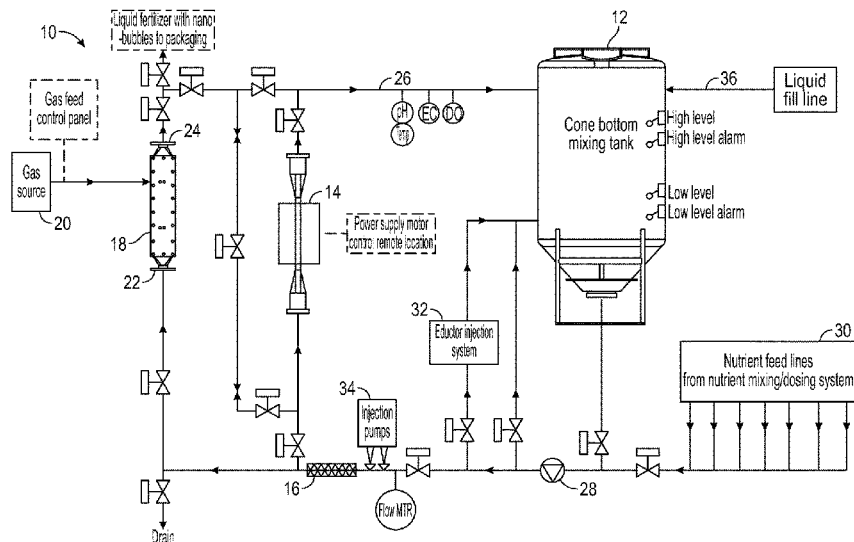 10
Liquid fertilizer with nano
-bubbles to packaging
Gas feed
control panel
Gas
source
20
18
22
24
26
pH
Temp
EC
DO
12
Cone bottom
mixing tank
36
Liquid
fill line
High level
High level alarm
Low level
Low level alarm
14
Power supply motor
control remote location
32
Eductor injection
system
30
Nutrient feed lines
from nutrient mixing/dosing system
34
Injection
pumps
16
Flow MTR
28
Drain